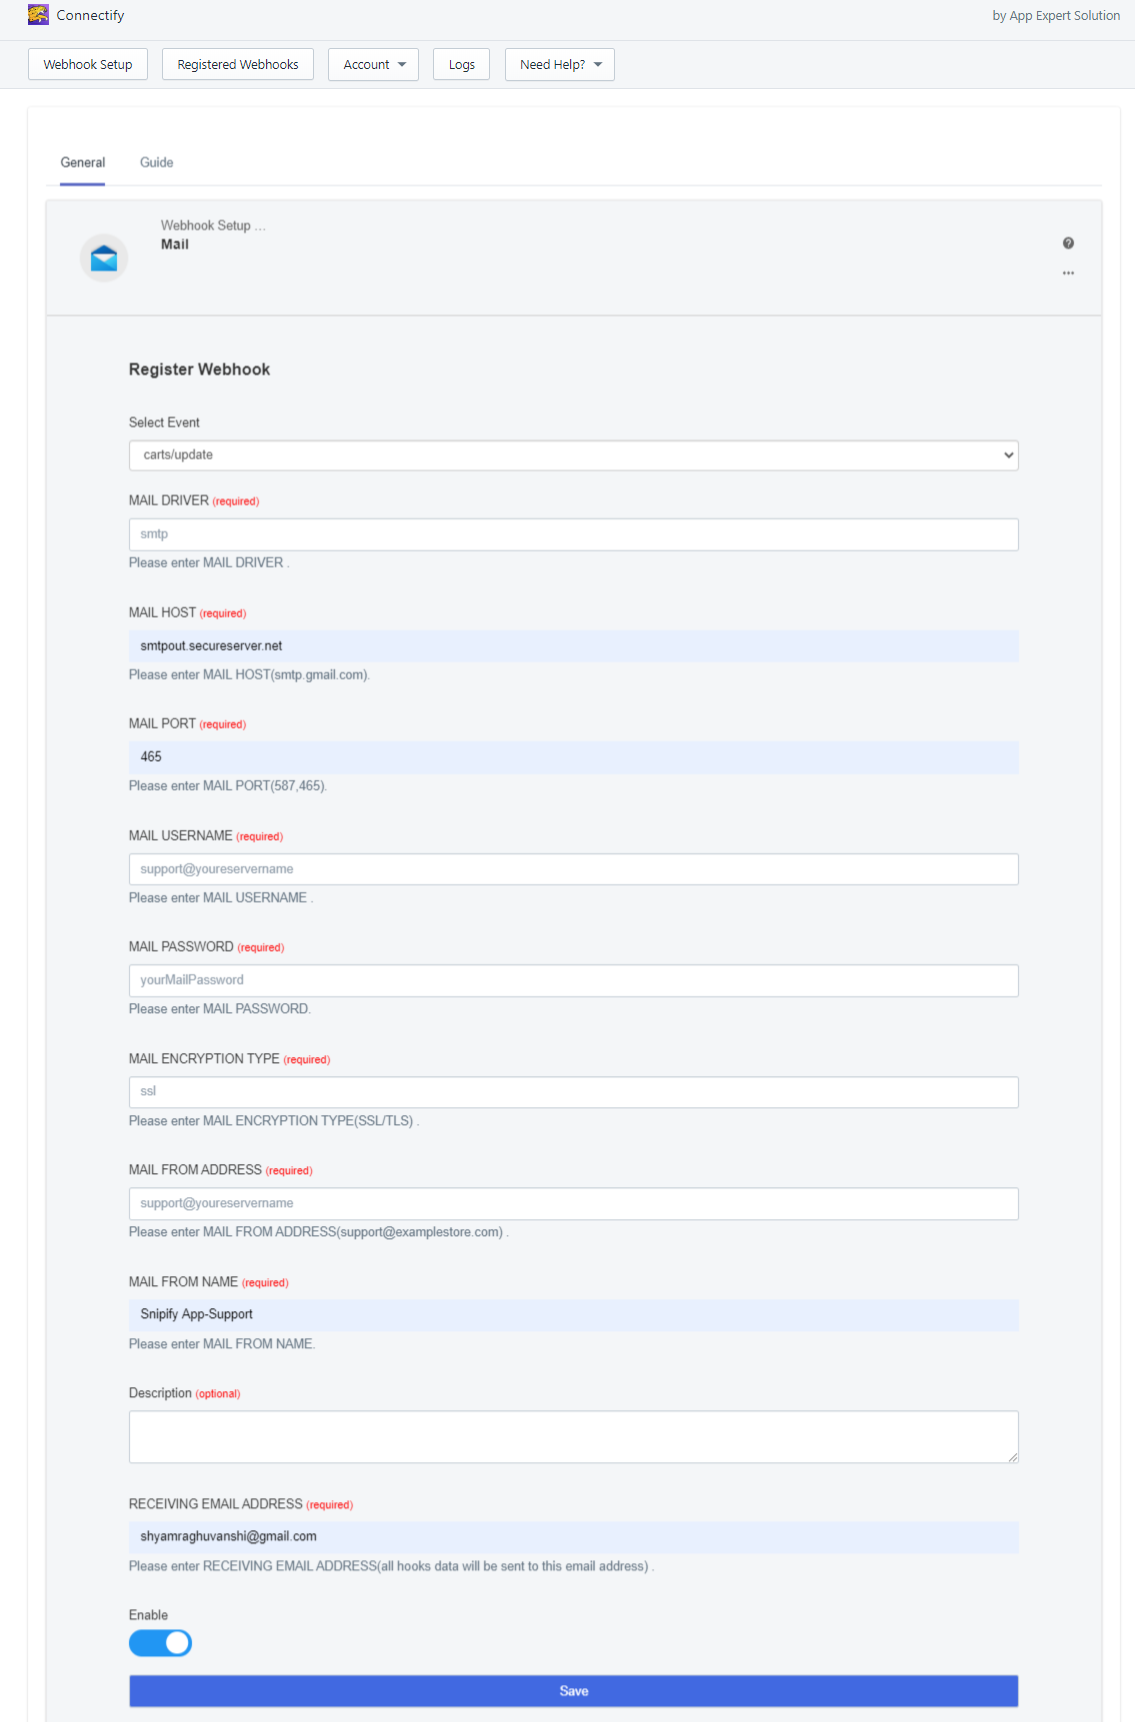 Connectify
by App Expert Solution
Webhook Setup
Registered Webhooks
Account
Logs
Need Help?
General
Guide
Webhook Setup ...
Mail
Register Webhook
Select Event
carts/update
MAIL DRIVER (required)
smtp
Please enter MAIL DRIVER .
MAIL HOST (required)
smtpout.secureserver.net
Please enter MAIL HOST(smtp.gmail.com).
MAIL PORT (required)
465
Please enter MAIL PORT(587,465).
MAIL USERNAME (required)
support@youreservername
Please enter MAIL USERNAME .
MAIL PASSWORD (required)
yourMailPassword
Please enter MAIL PASSWORD.
MAIL ENCRYPTION TYPE (required)
ssl
Please enter MAIL ENCRYPTION TYPE(SSL/TLS) .
MAIL FROM ADDRESS (required)
support@youreservername
Please enter MAIL FROM ADDRESS(support@examplestore.com) .
MAIL FROM NAME (required)
Snipify App-Support
Please enter MAIL FROM NAME.
Description (optional)
RECEIVING EMAIL ADDRESS (required)
shyamraghuvanshi@gmail.com
Please enter RECEIVING EMAIL ADDRESS(all hooks data will be sent to this email address) .
Enable
Save